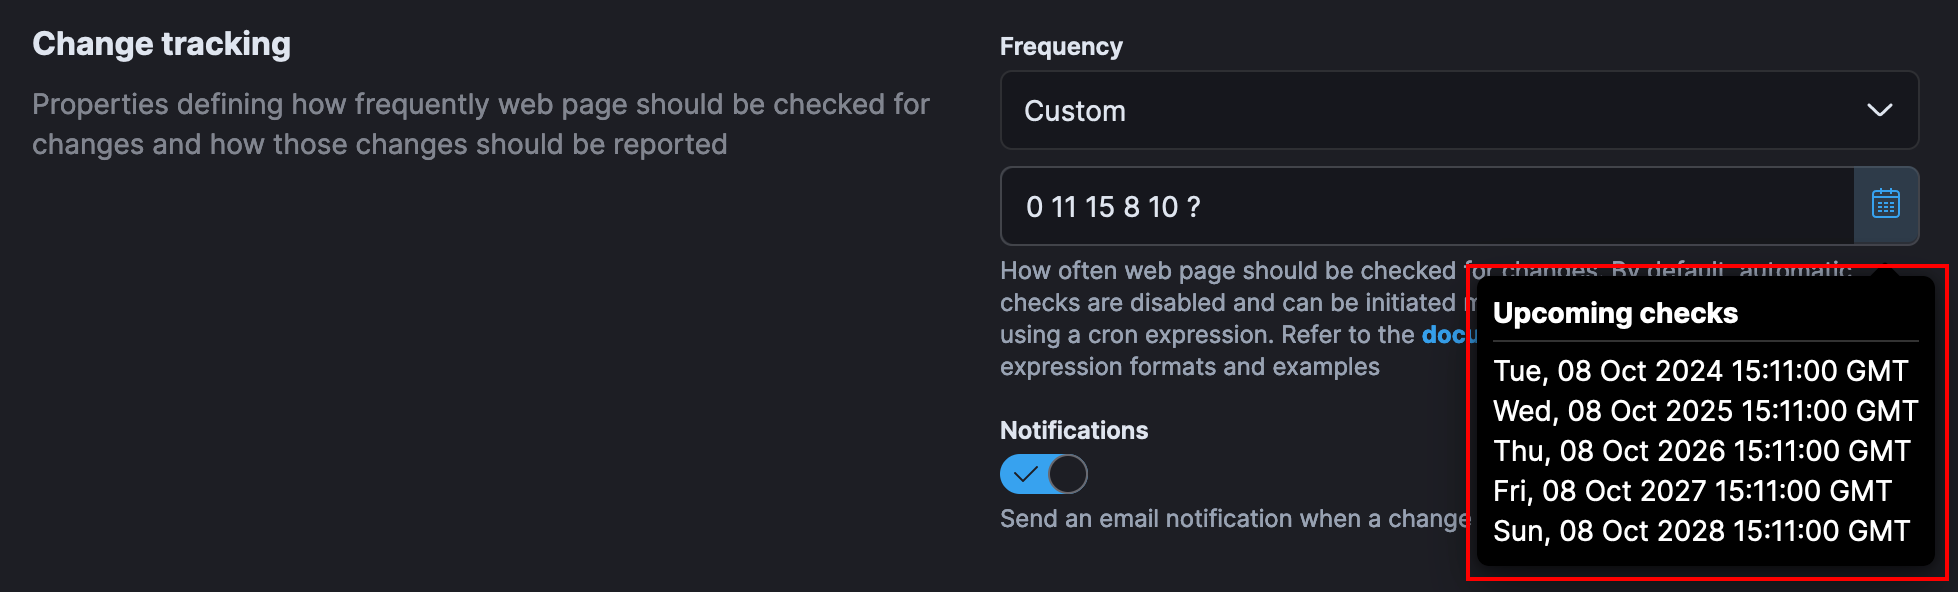 Change tracking
Properties defining how frequently web page should be checked for
changes and how those changes should be reported
Frequency
Custom
0 11 15 8 10 ?
How often web page should be checked for changes. By default, automatic
checks are disabled and can be initiated
using a cron expression. Refer to the
expression formats and examples
Notifications
Send an email notification when a change
Upcoming checks
Tue, 08 Oct 2024 15:11:00 GMT
Wed, 08 Oct 2025 15:11:00 GMT
Thu, 08 Oct 2026 15:11:00 GMT
Fri, 08 Oct 2027 15:11:00 GMT
Sun, 08 Oct 2028 15:11:00 GMT